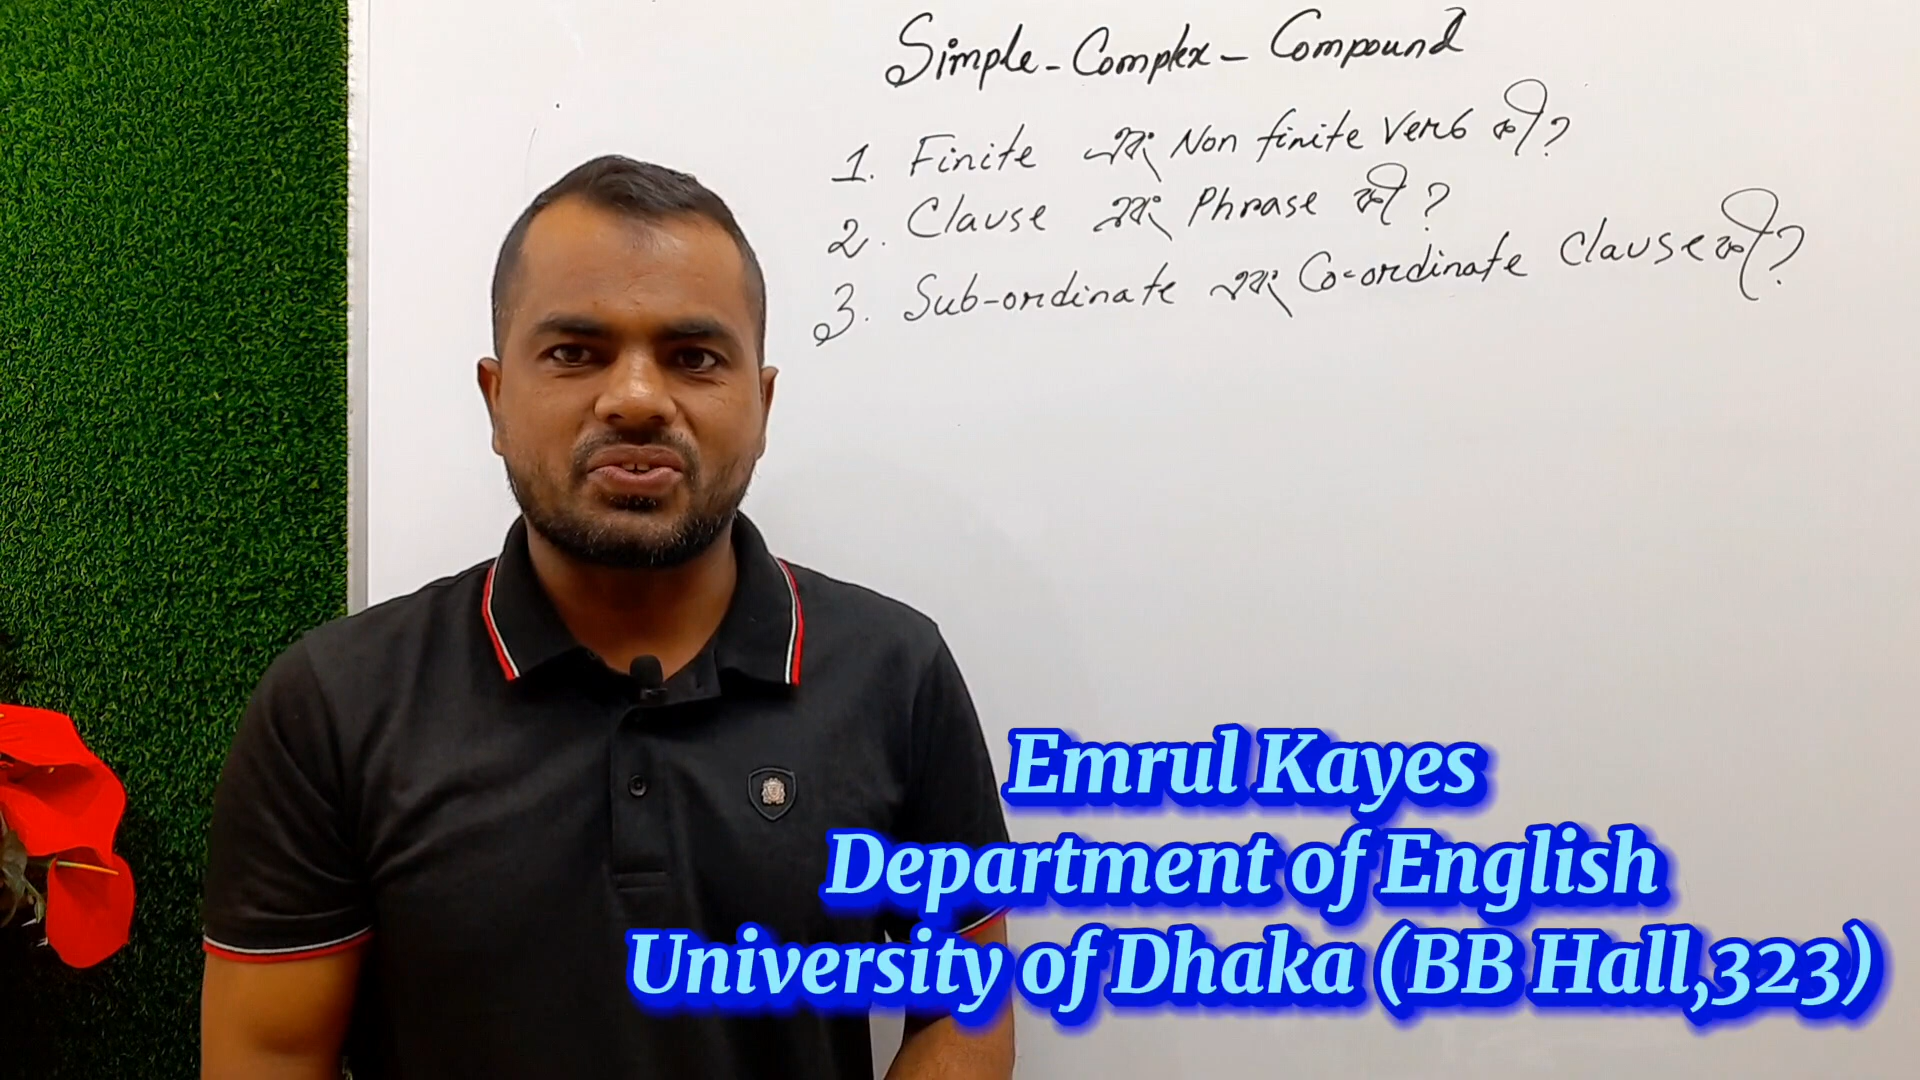 Simple - Complex - Compound
1. Finite এবং Non finite Verb কী?
2. Clause এবং Phrase কী?
3. Sub-ordinate এবং Co-ordinate Clause কী?
Emrul Kayes
Department of English
University of Dhaka (BB Hall,323)